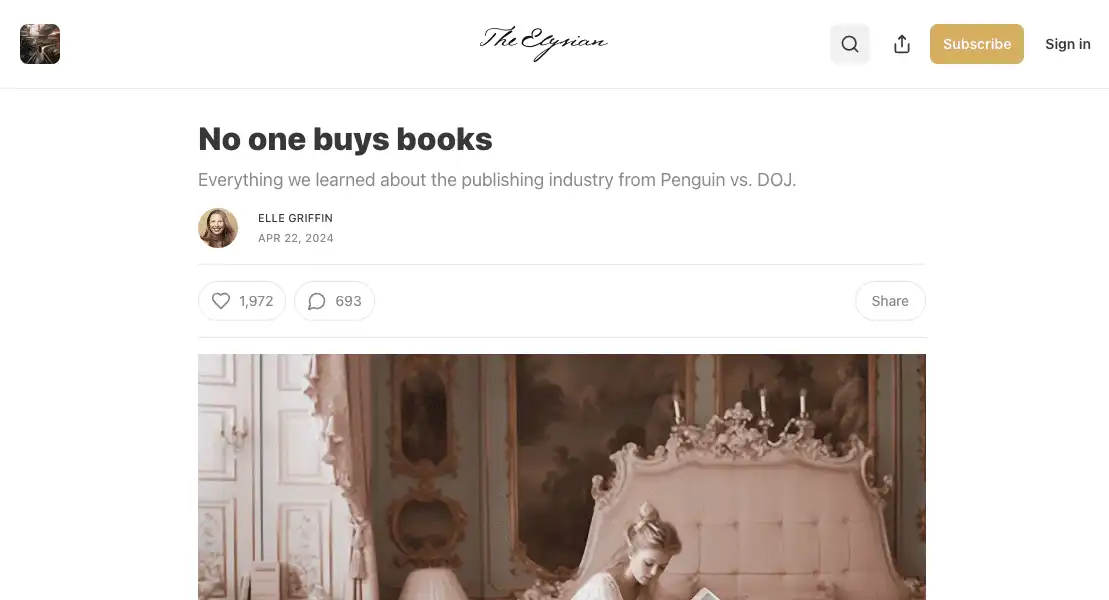 The Elysian
Subscribe
Sign in
No one buys books
Everything we learned about the publishing industry from Penguin vs. DOJ.
ELLE GRIFFIN
APR 22, 2024
1,972
693
Share